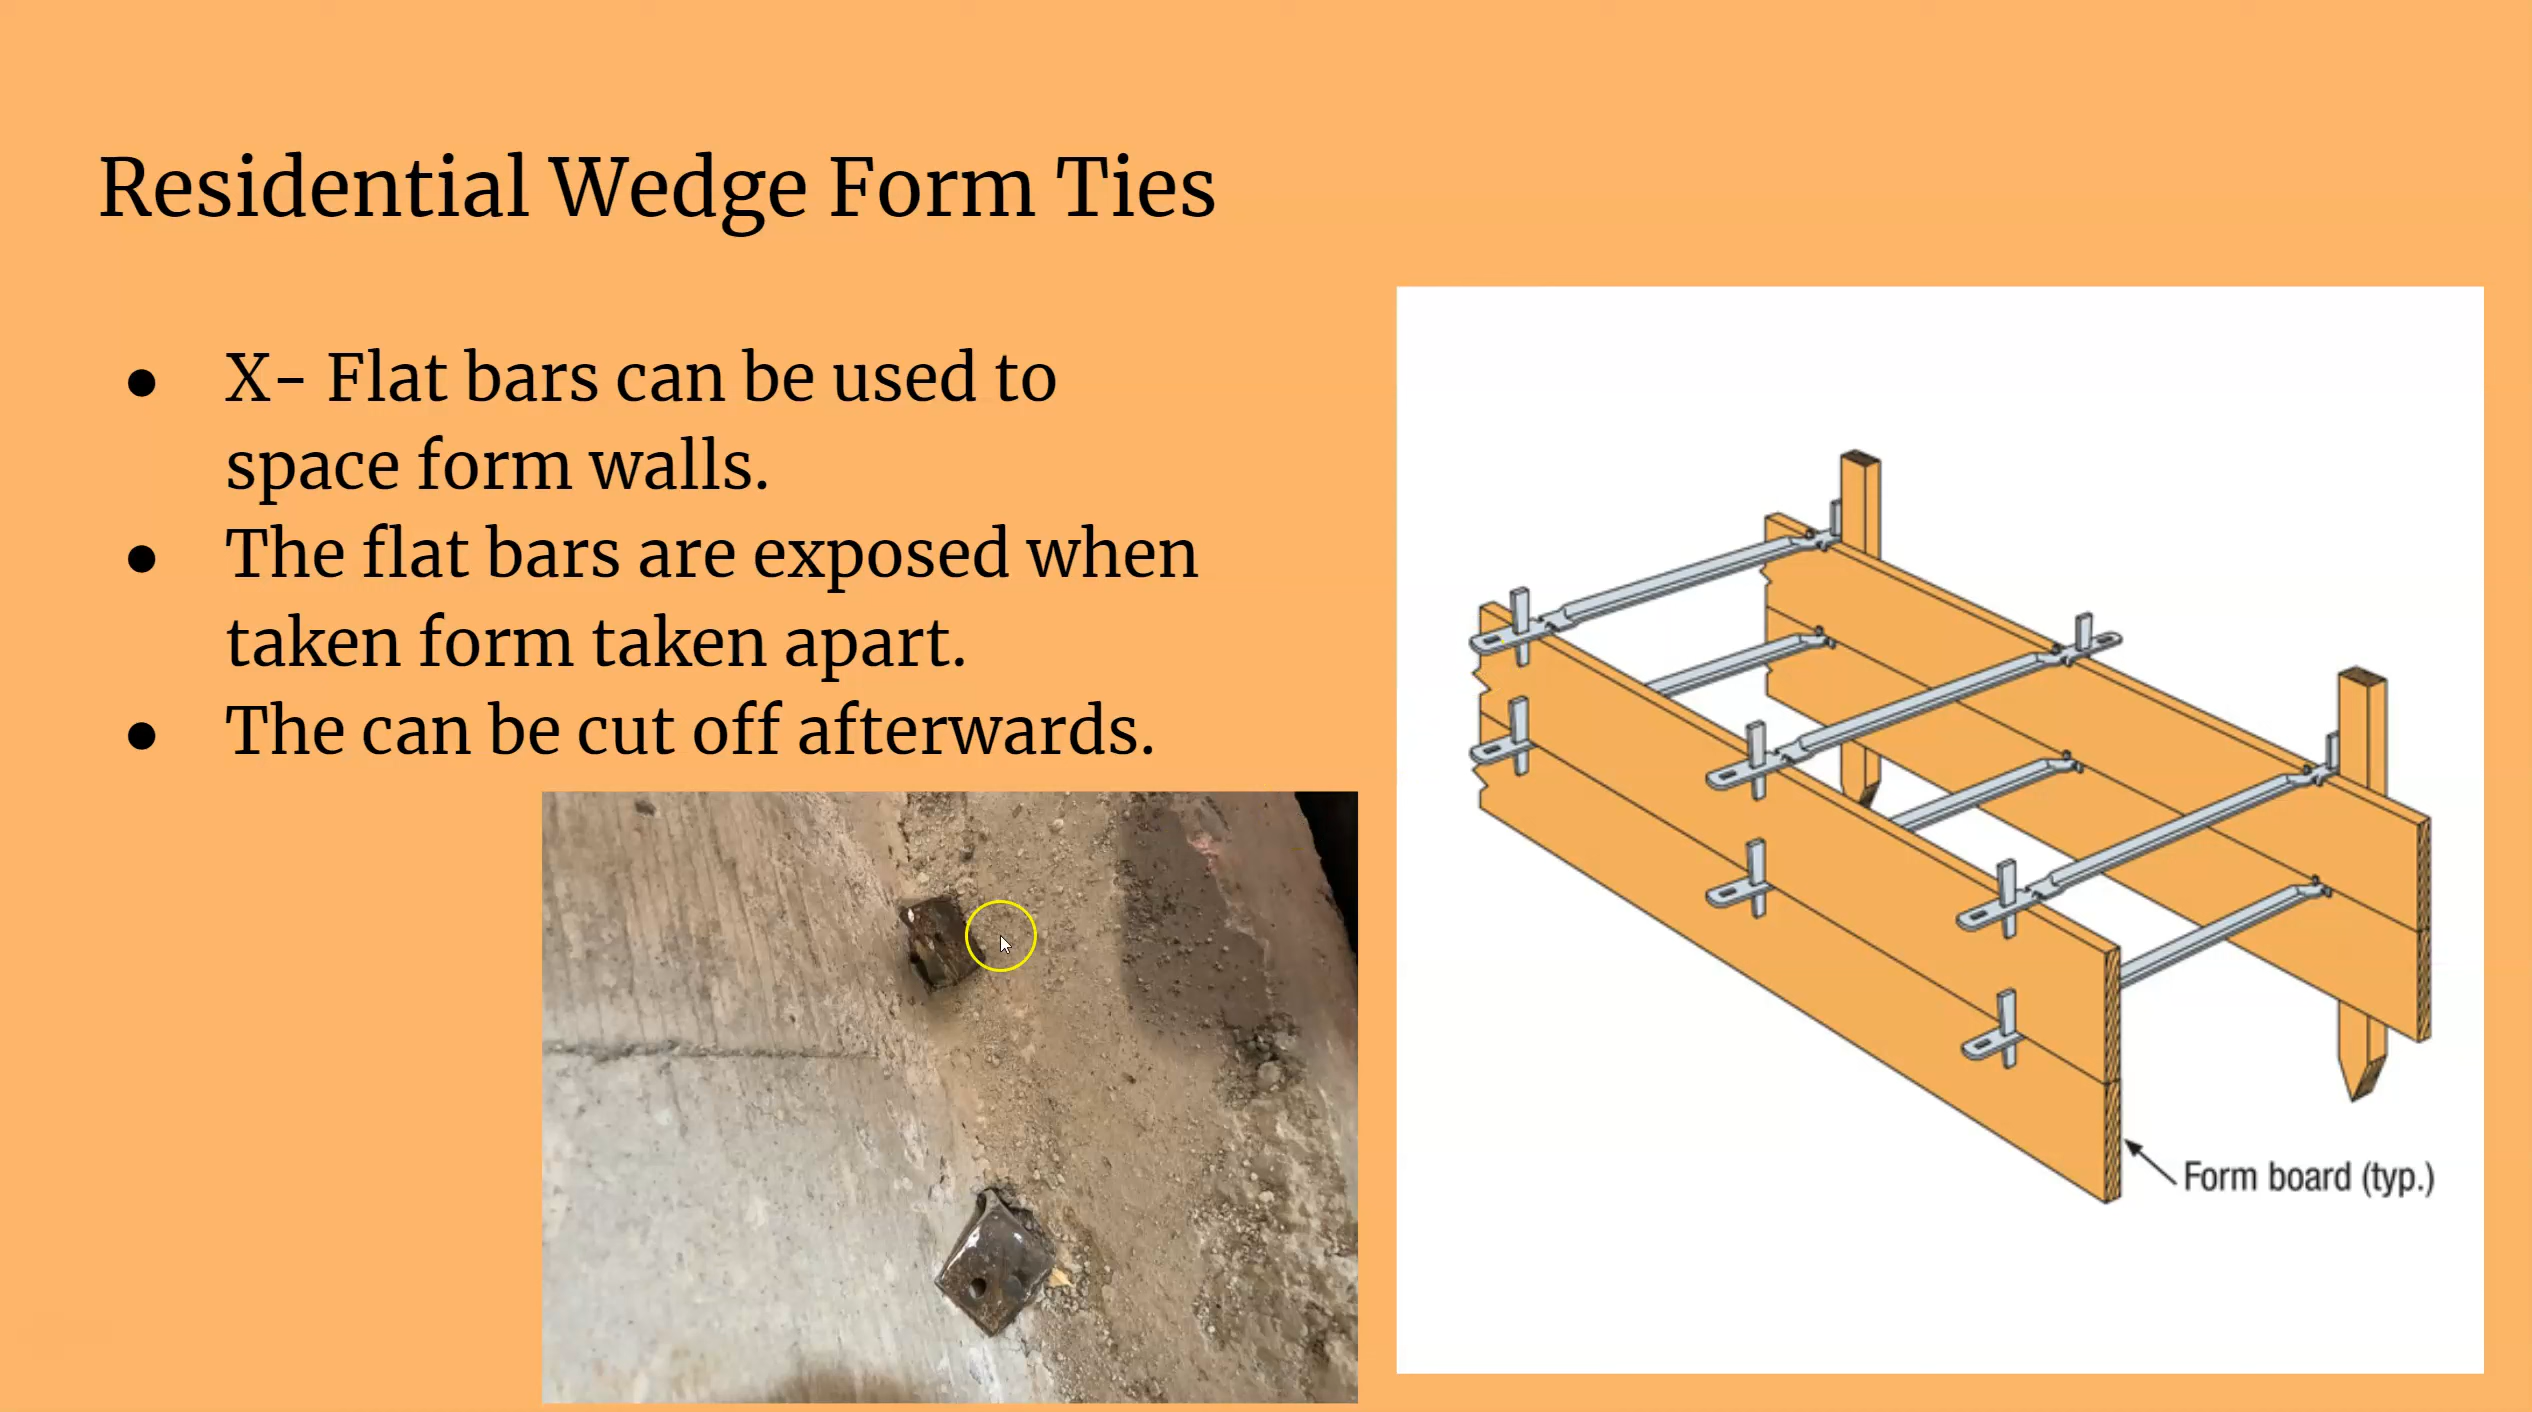 Residential Wedge Form Ties
● X- Flat bars can be used to
space form walls.
● The flat bars are exposed when
taken form taken apart.
● The can be cut off afterwards.
Form board (typ.)